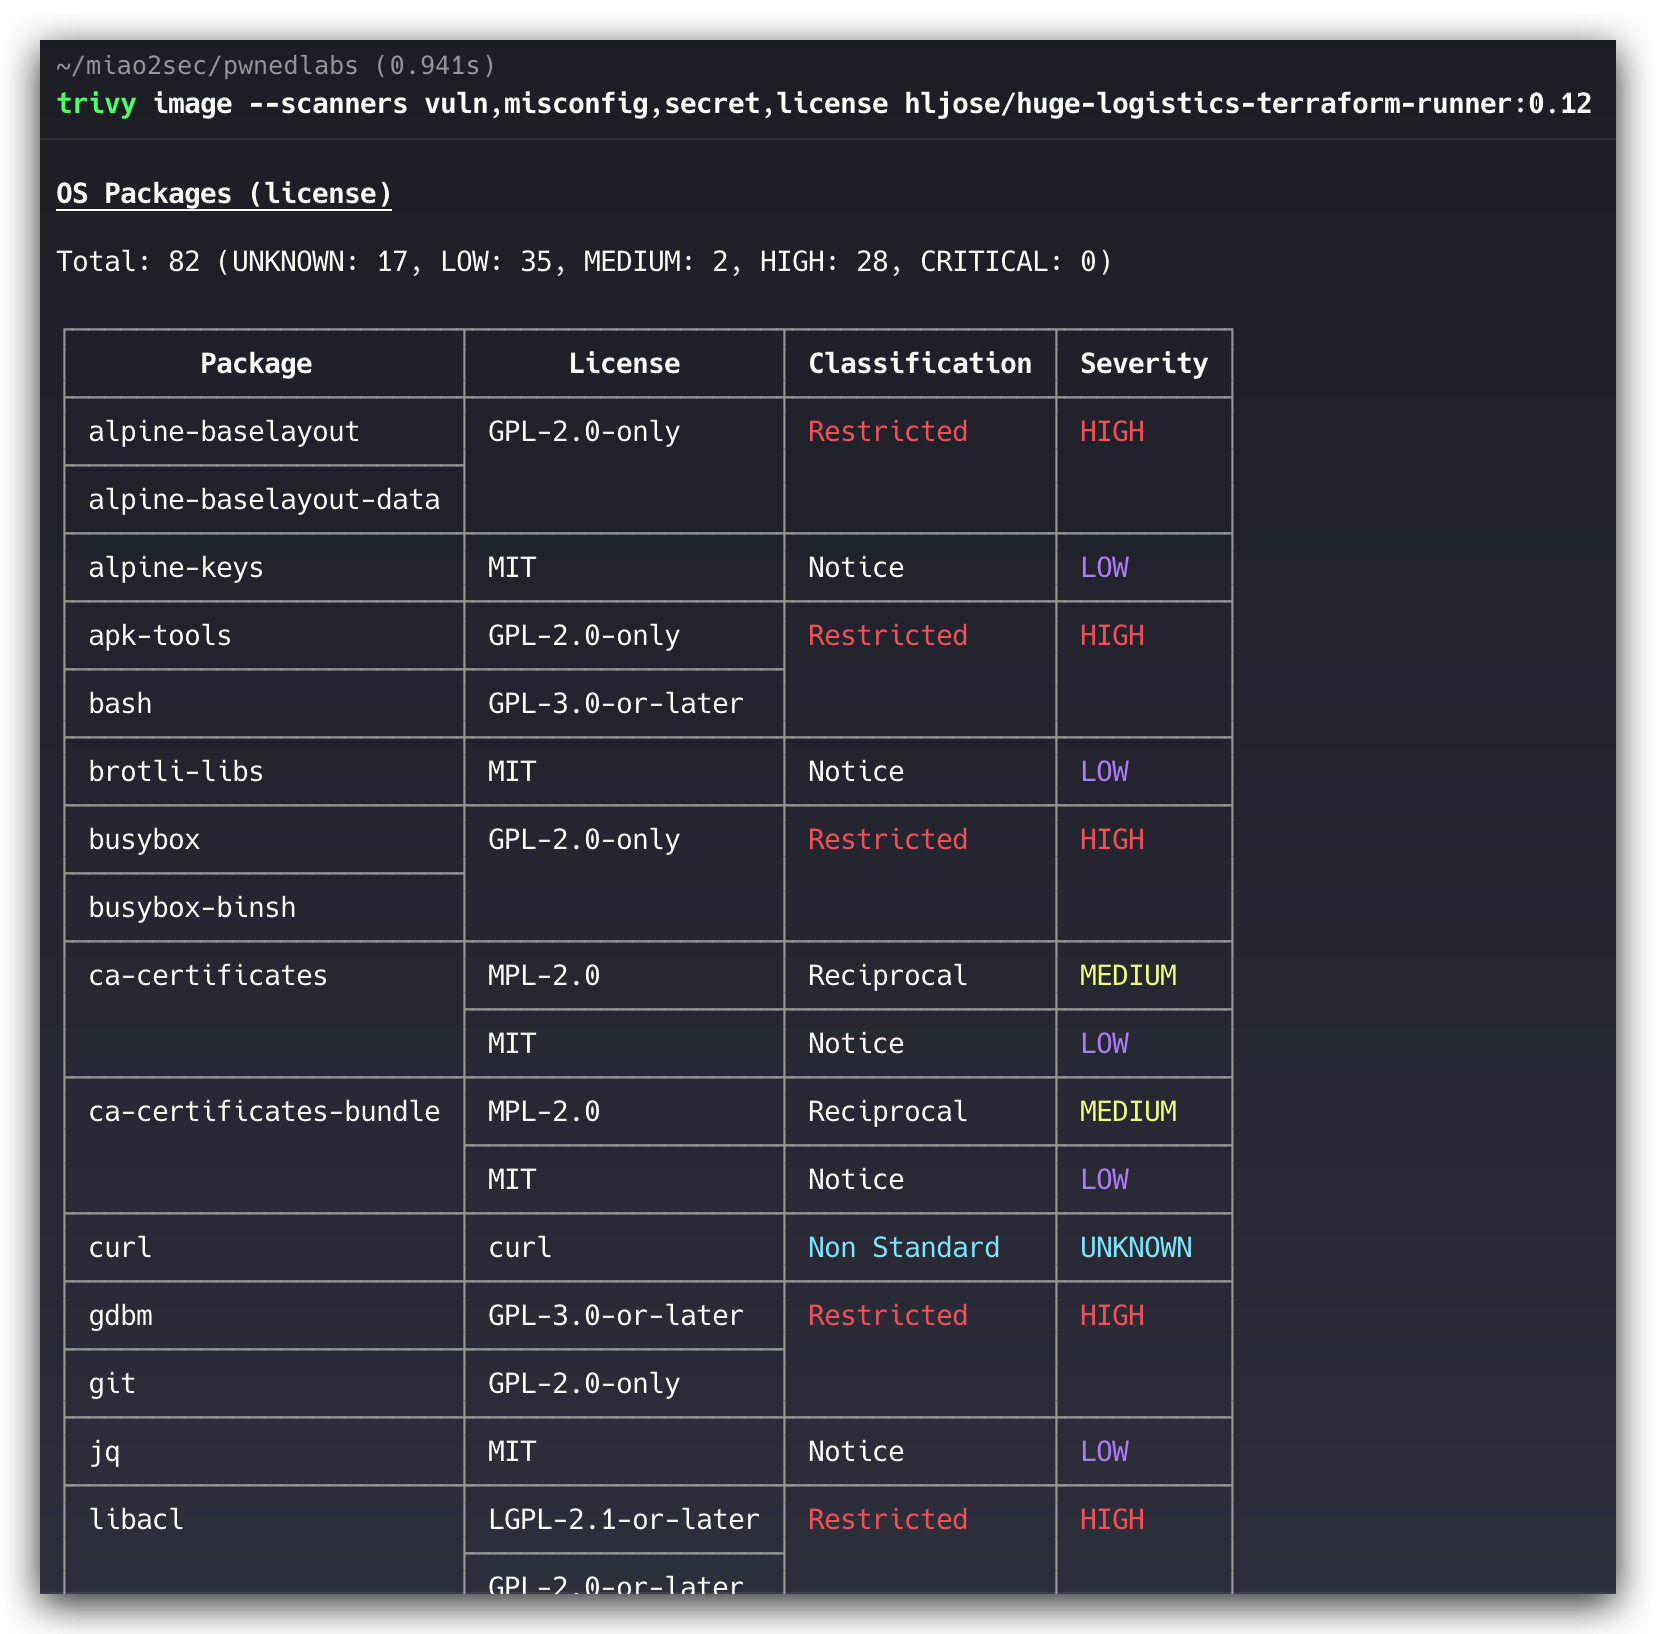 ~/miao2sec/pwnedlabs (0.941s)
trivy image --scanners vuln,misconfig,secret,license hljose/huge-logistics-terraform-runner:0.12
OS Packages (license)
Total: 82 (UNKNOWN: 17, LOW: 35, MEDIUM: 2, HIGH: 28, CRITICAL: 0)
Package License Classification Severity
alpine-baselayout GPL-2.0-only Restricted HIGH
alpine-baselayout-data
alpine-keys MIT Notice LOW
apk-tools GPL-2.0-only Restricted HIGH
bash GPL-3.0-or-later
brotli-libs MIT Notice LOW
busybox GPL-2.0-only Restricted HIGH
busybox-binsh
ca-certificates MPL-2.0 Reciprocal MEDIUM
MIT Notice LOW
ca-certificates-bundle MPL-2.0 Reciprocal MEDIUM
MIT Notice LOW
curl curl Non Standard UNKNOWN
gdbm GPL-3.0-or-later Restricted HIGH
git GPL-2.0-only
jq MIT Notice LOW
libacl LGPL-2.1-or-later Restricted HIGH
GPL-2.0-or-later